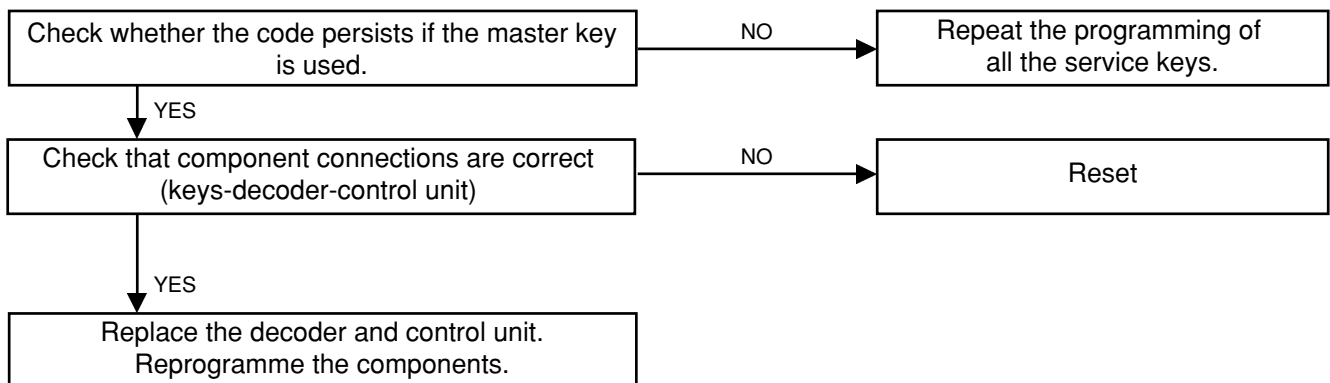 Check whether the code persists if the master key
is used.
NO
Repeat the programming of
all the service keys.
YES
Check that component connections are correct
(keys-decoder-control unit)
NO
Reset
YES
Replace the decoder and control unit.
Reprogramme the components.